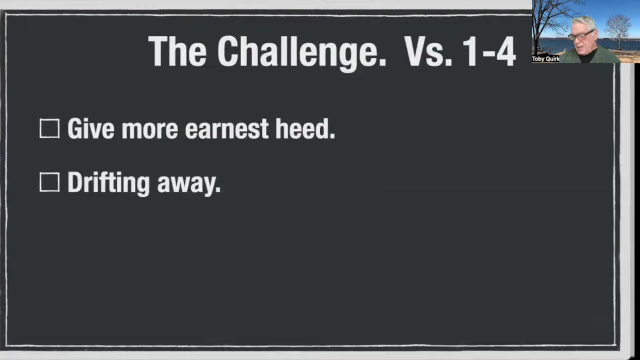 The Challenge. Vs. 1-4
Toby Quirk
Give more earnest heed.
Drifting away.